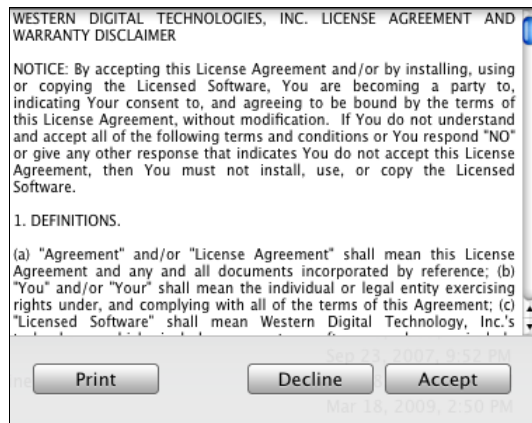 WESTERN DIGITAL TECHNOLOGIES, INC. LICENSE AGREEMENT AND
WARRANTY DISCLAIMER
NOTICE: By accepting this License Agreement and/or by installing, using
or copying the Licensed Software, You are becoming a party to,
indicating Your consent to, and agreeing to be bound by the terms of
this License Agreement, without modification. If You do not understand
and accept all of the following terms and conditions or You respond "NO"
or give any other response that indicates You do not accept this License
Agreement, then You must not install, use, or copy the Licensed
Software.
1. DEFINITIONS.
(a) "Agreement" and/or "License Agreement" shall mean this License
Agreement and any and all documents incorporated by reference; (b)
"You" and/or "Your" shall mean the individual or legal entity exercising
rights under, and complying with all of the terms of this Agreement; (c)
"Licensed Software" shall mean Western Digital Technology, Inc.'s
Sep 23, 2007, 9:52 PM
Print Decline Accept
Mar 18, 2009, 2:50 PM